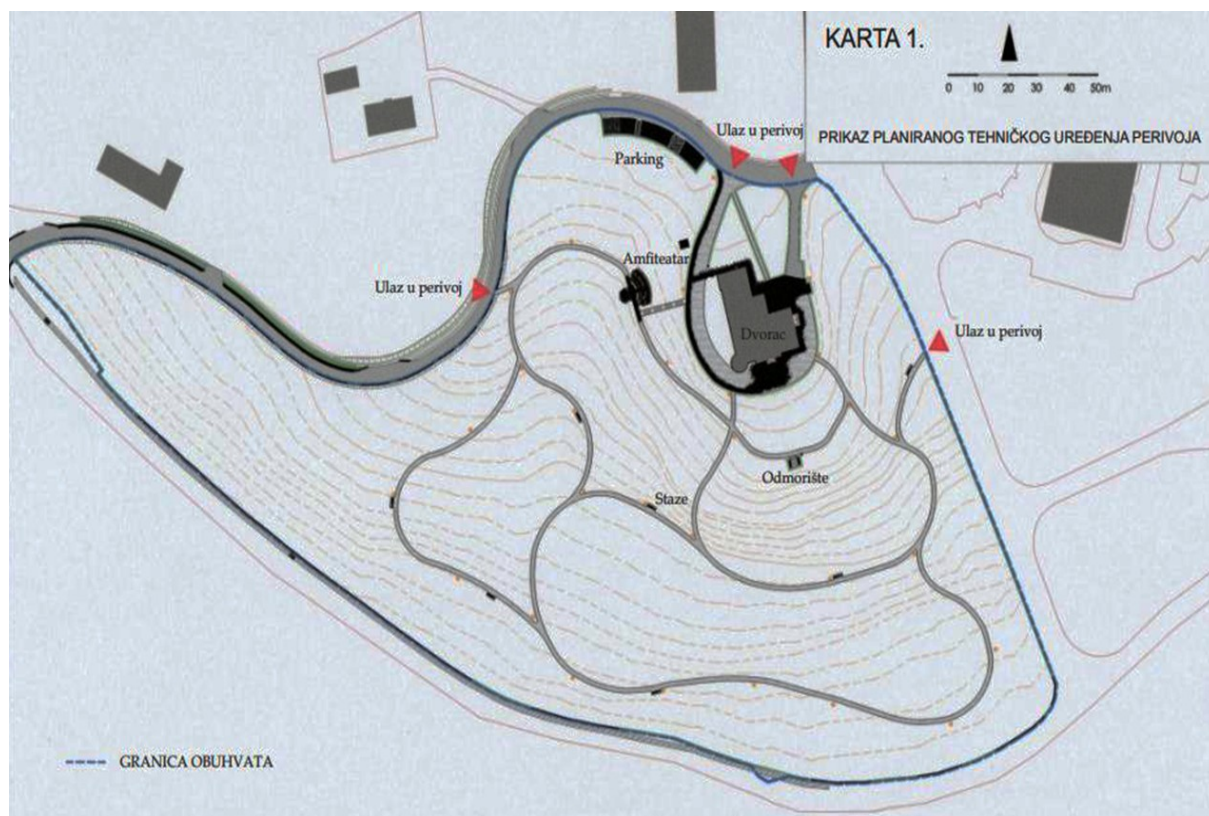 KARTA 1.
0 10 20 30 40 50m
PRIKAZ PLANIRANOG TEHNIČKOG UREĐENJA PERIVOJA
Ulaz u perivoj
Parking
Amfiteatar
Ulaz u perivoj
Dvorac
Ulaz u perivoj
Odmorište
Staze
GRANICA OBUHVATA